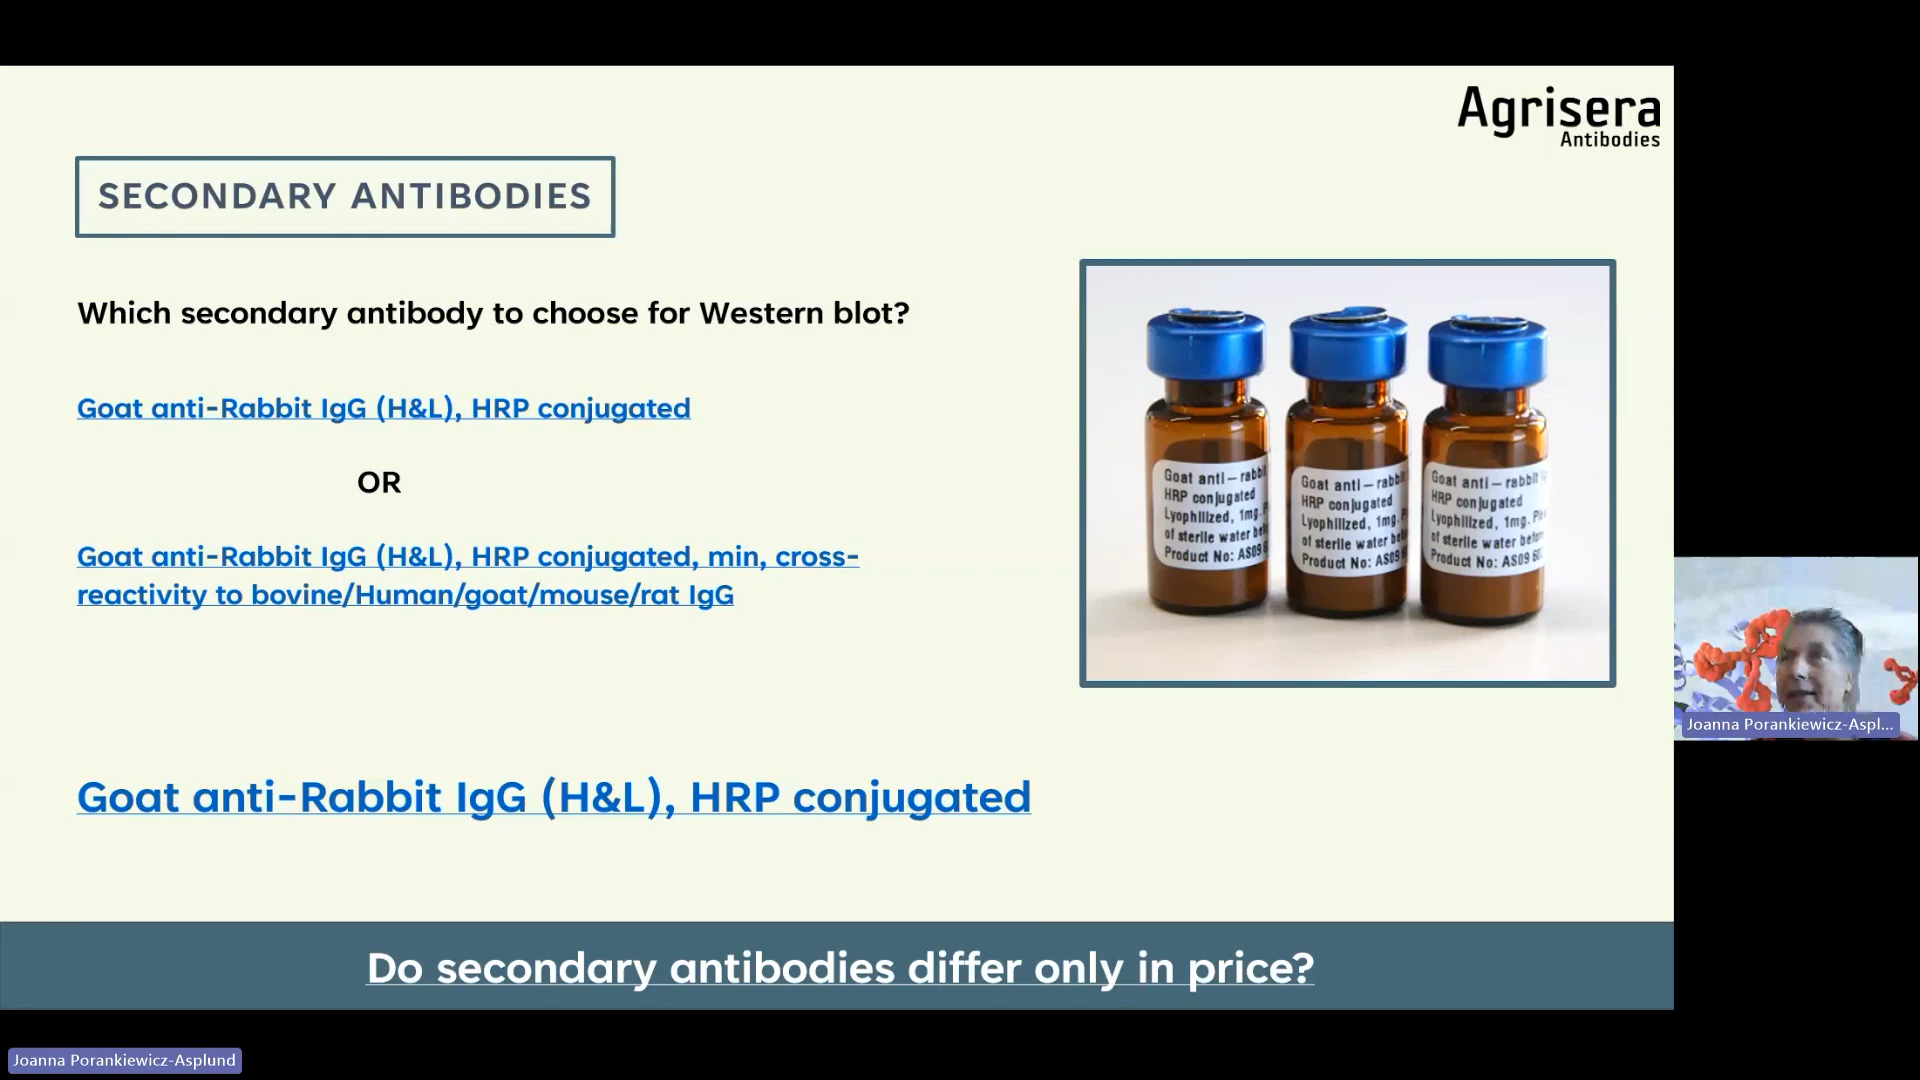 Agrisera
Antibodies
SECONDARY ANTIBODIES
Which secondary antibody to choose for Western blot?
Goat anti-Rabbit IgG (H&L), HRP conjugated
OR
Goat anti-Rabbit IgG (H&L), HRP conjugated, min, cross-
reactivity to bovine/Human/goat/mouse/rat IgG
Goat anti-rabbit
HRP conjugated
Lyophilized, 1mg.
of sterile water
Product No: AS09
Goat anti-rabbit
HRP conjugated
Lyophilized, 1mg.
of sterile water
Product No: AS09
Goat anti-rabbit
HRP conjugated
Lyophilized, 1mg.
of sterile water
Product No: AS09
Goat anti-Rabbit IgG (H&L), HRP conjugated
Do secondary antibodies differ only in price?
Joanna Porankiewicz-Aspl...
Joanna Porankiewicz-Asplund